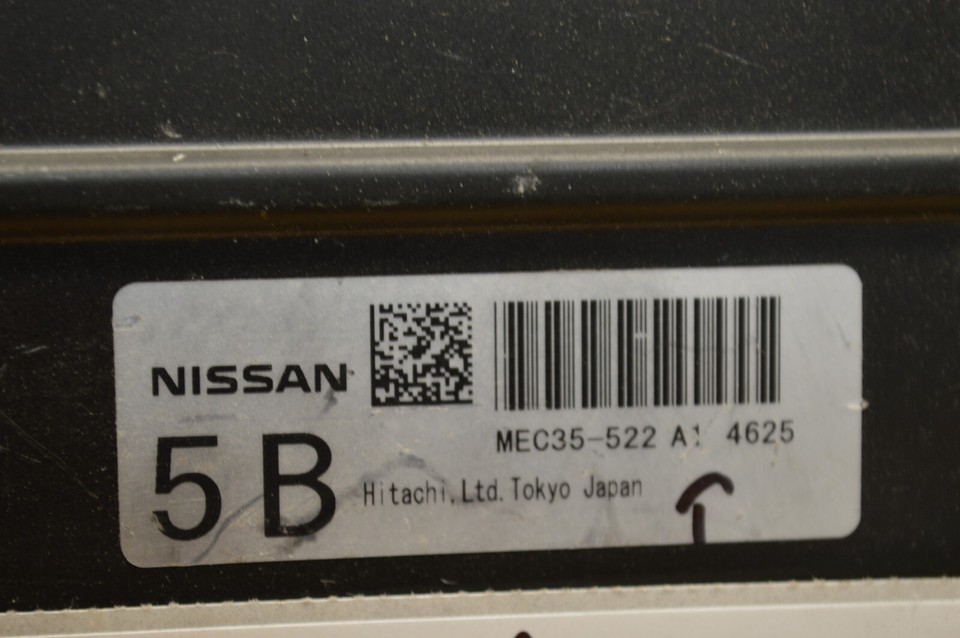 NISSAN
MEC35-522 A1 4625
5B
Hitachi,Ltd. Tokyo Japan